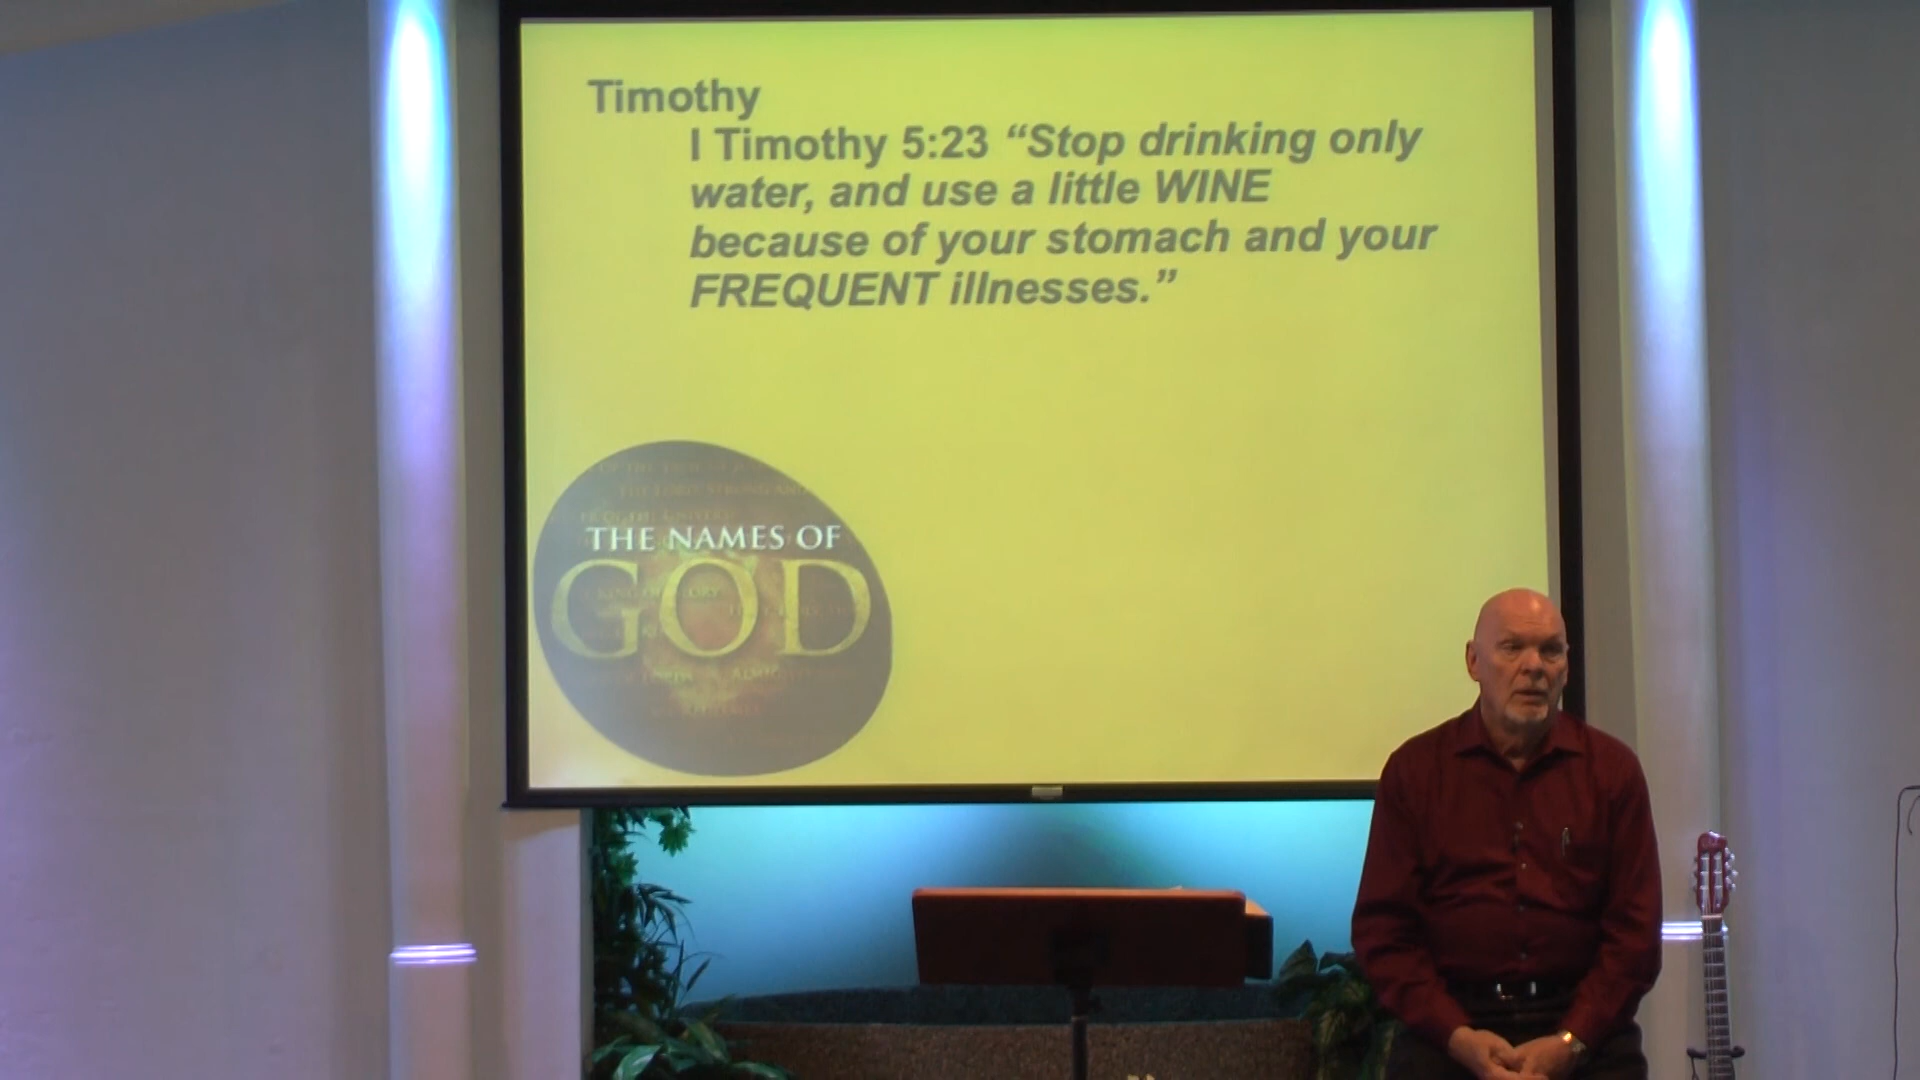 Timothy
I Timothy 5:23 “Stop drinking only
water, and use a little WINE
because of your stomach and your
FREQUENT illnesses.”
THE NAMES OF
GOD